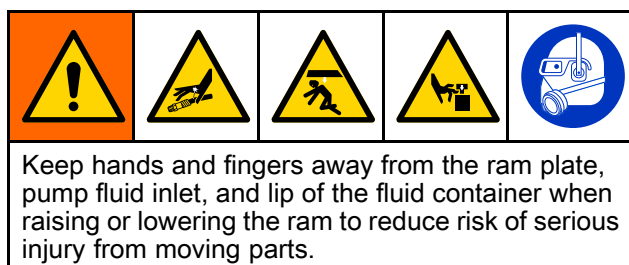 Keep hands and fingers away from the ram plate,
pump fluid inlet, and lip of the fluid container when
raising or lowering the ram to reduce risk of serious
injury from moving parts.